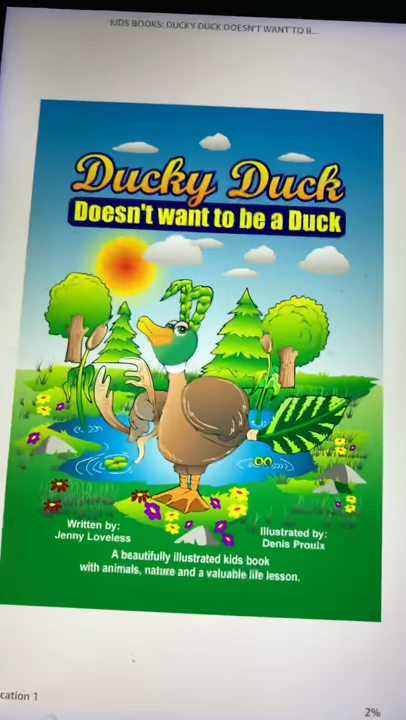 KIDS BOOKS: DUCKY DUCK DOESN'T WANT TO B...
Ducky Duck
Doesn't want to be a Duck
Written by:
Jenny Loveless
Illustrated by:
Denis Proulx
A beautifully illustrated kids book
with animals, nature and a valuable life lesson.
cation 1
2%